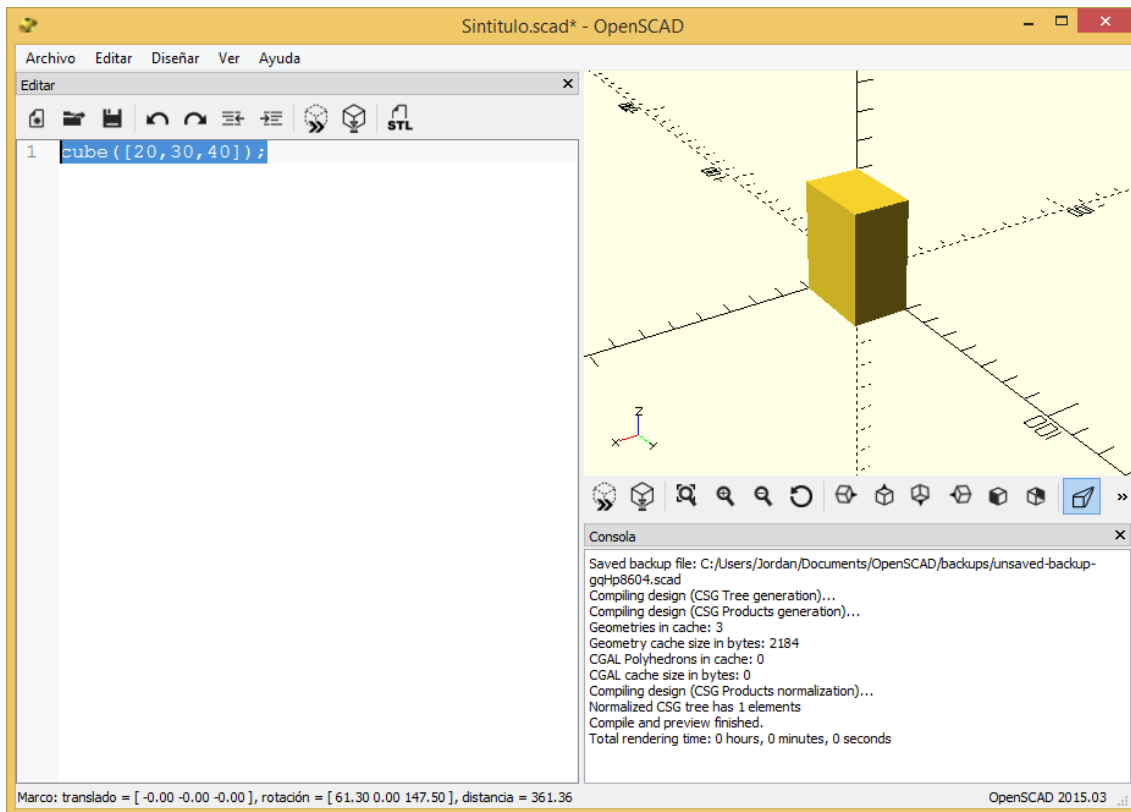 Sintitulo.scad* - OpenSCAD
Archivo Editar Diseñar Ver Ayuda
Editar
STL
1 cube([20,30,40]);
100
Z
X
Y
Consola
Saved backup file: C:/Users/Jordan/Documents/OpenSCAD/backups/unsaved-backup-
gqHp8604.scad
Compiling design (CSG Tree generation)...
Compiling design (CSG Products generation)...
Geometries in cache: 3
Geometry cache size in bytes: 2184
CGAL Polyhedrons in cache: 0
CGAL cache size in bytes: 0
Compiling design (CSG Products normalization)...
Normalized CSG tree has 1 elements
Compile and preview finished.
Total rendering time: 0 hours, 0 minutes, 0 seconds
Marco: translado = [ -0.00 -0.00 -0.00 ], rotación = [ 61.30 0.00 147.50 ], distancia = 361.36
OpenSCAD 2015.03